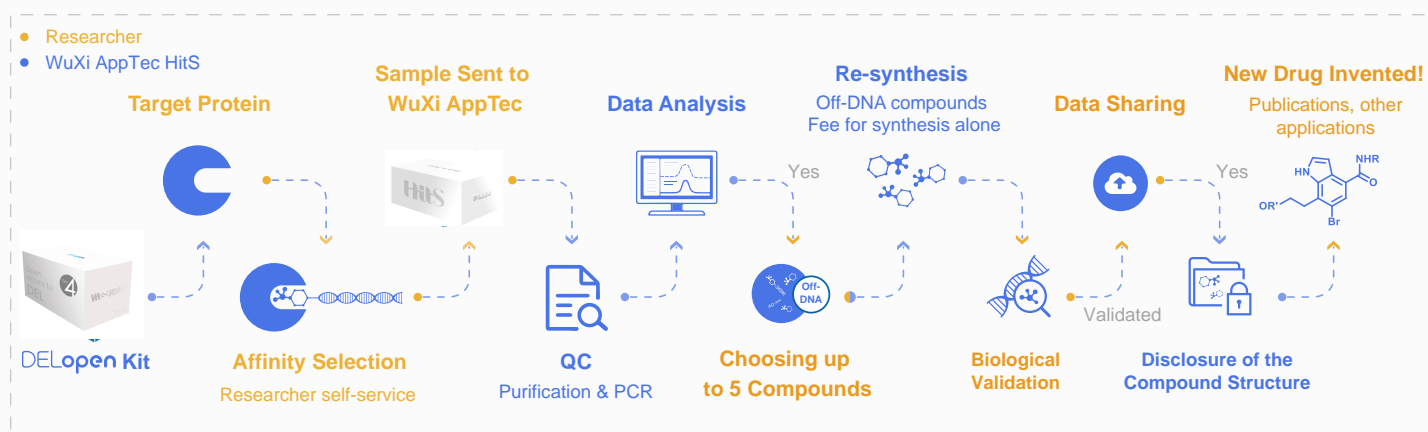 Researcher
WuXi AppTec HitS
DELopen Kit
Target Protein
Affinity Selection
Researcher self-service
Sample Sent to
WuXi AppTec
HitS
QC
Purification & PCR
Data Analysis
Yes
Off-
DNA
Choosing up
to 5 Compounds
Re-synthesis
Off-DNA compounds
Fee for synthesis alone
Biological
Validation
Validated
Data Sharing
Yes
Disclosure of the
Compound Structure
New Drug Invented!
Publications, other
applications
NHR
HN
O
OR'
Br